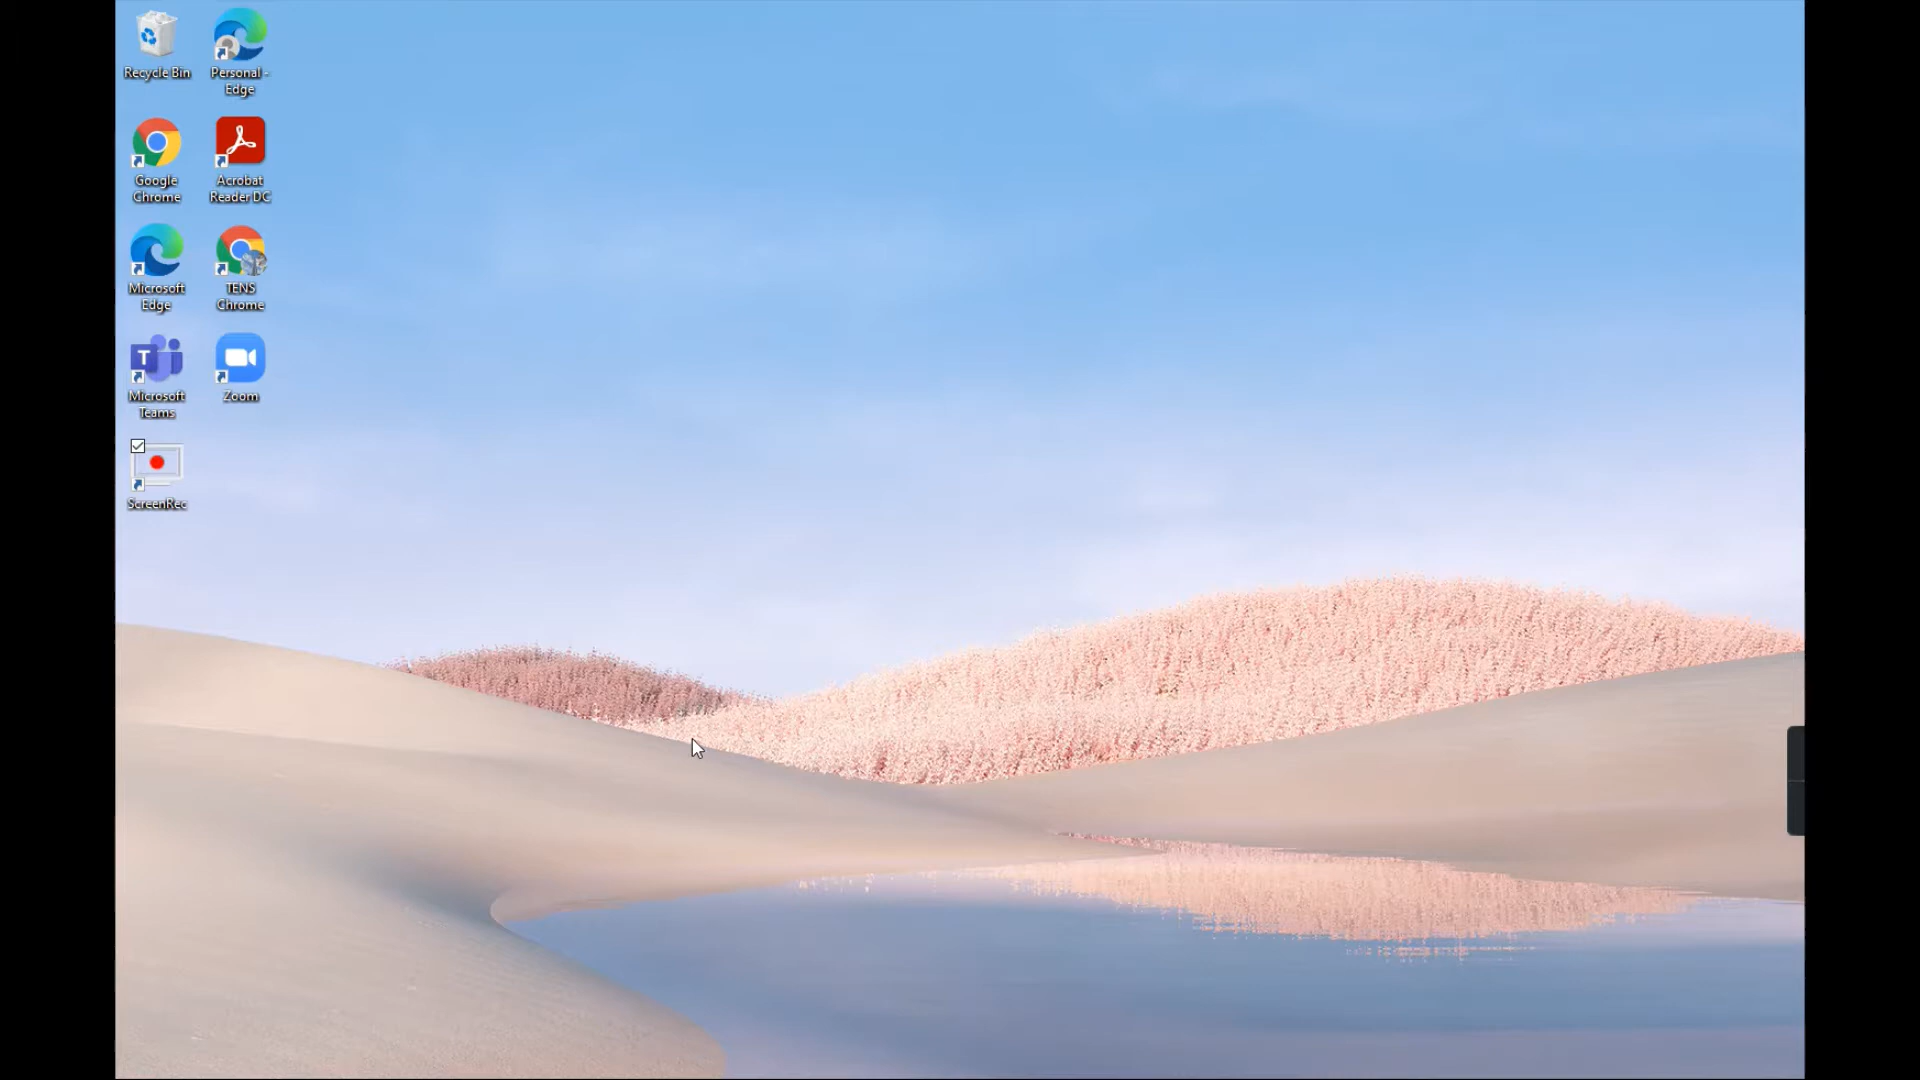 Recycle Bin
Personal -
Edge
Google
Chrome
Acrobat
Reader DC
Microsoft
Edge
TENS
Chrome
T
Microsoft
Teams
Zoom
ScreenRec